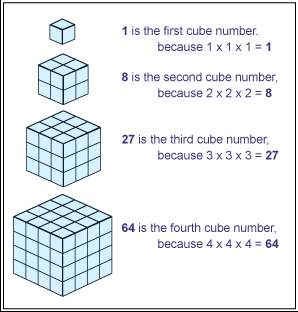 1 is the first cube number.
because 1 x 1 x 1 = 1
8 is the second cube number,
because 2 x 2 x 2 = 8
27 is the third cube number,
because 3 x 3 x 3 = 27
64 is the fourth cube number,
because 4 x 4 x 4 = 64